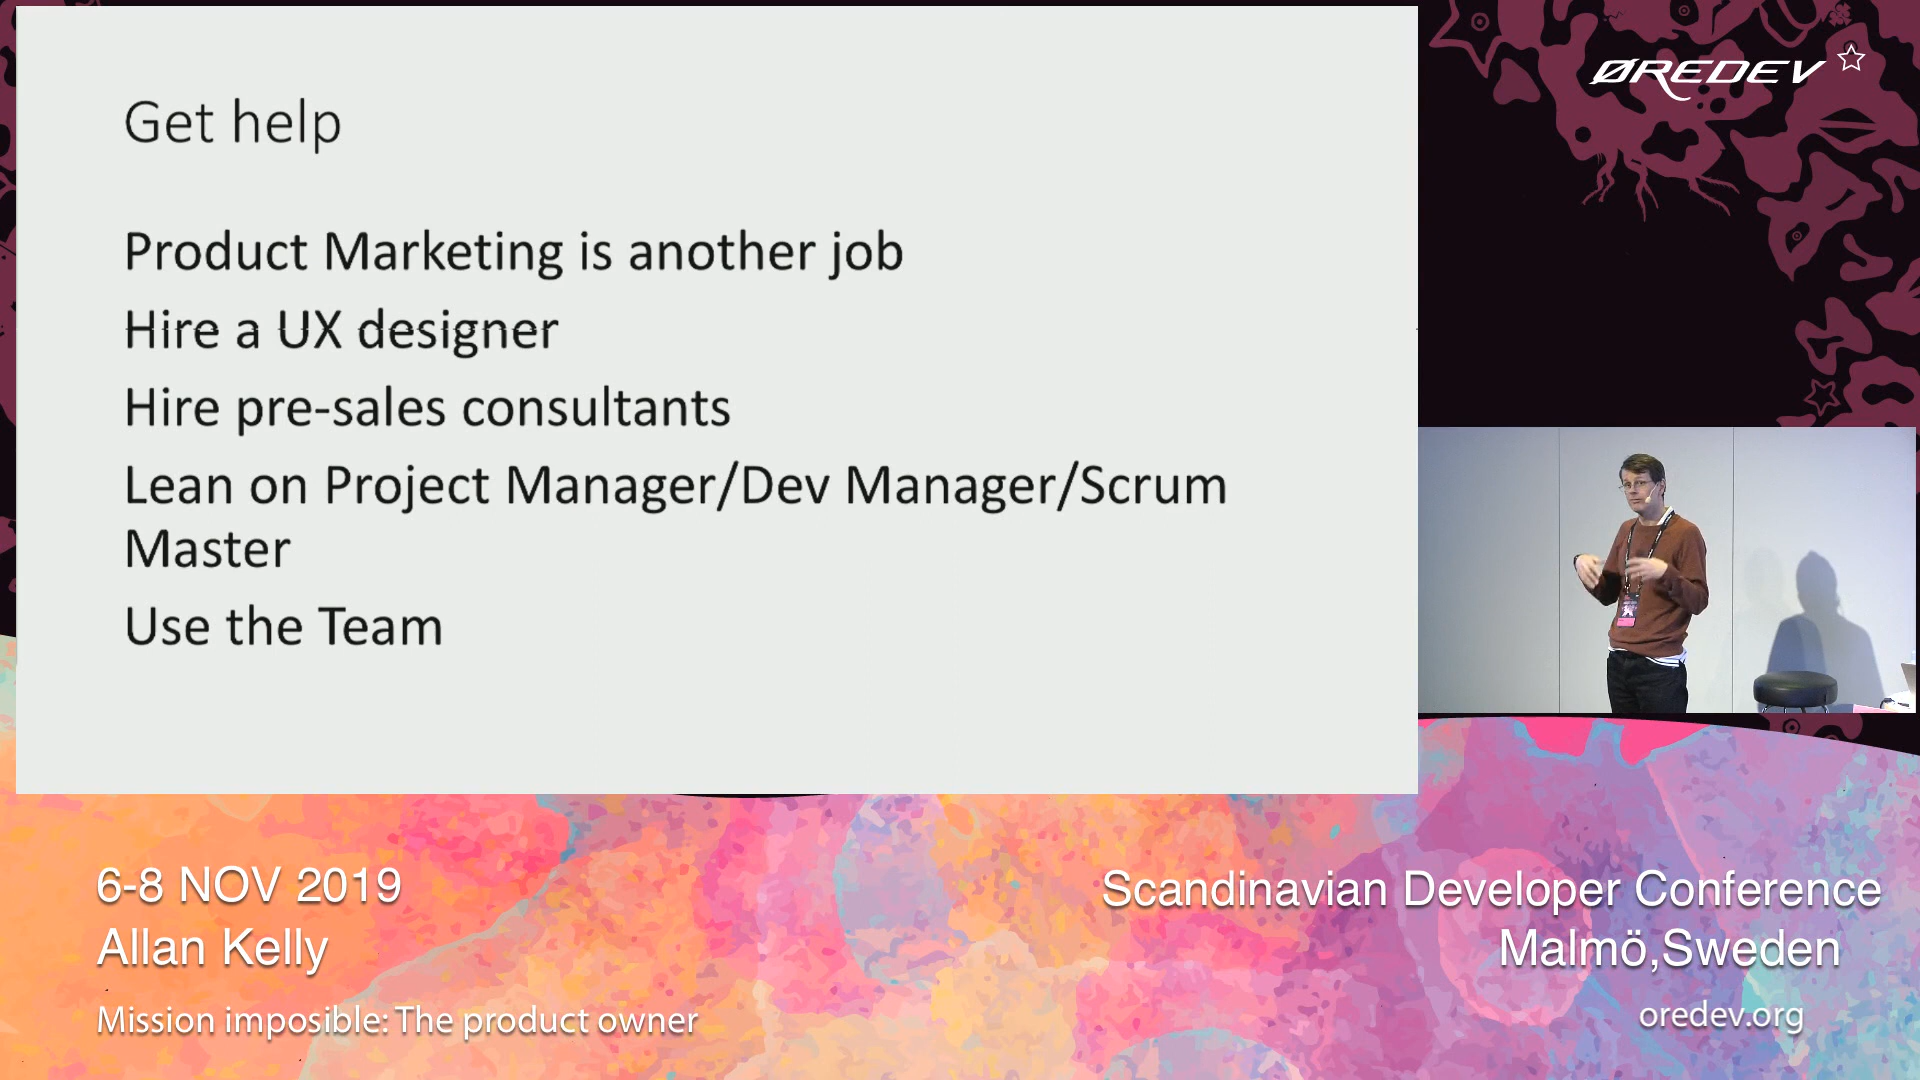 Get help
Product Marketing is another job
Hire a UX designer
Hire pre-sales consultants
Lean on Project Manager/Dev Manager/Scrum
Master
Use the Team
ØREDEV
6-8 NOV 2019
Allan Kelly
Mission imposible: The product owner
Scandinavian Developer Conference
Malmö,Sweden
oredev.org